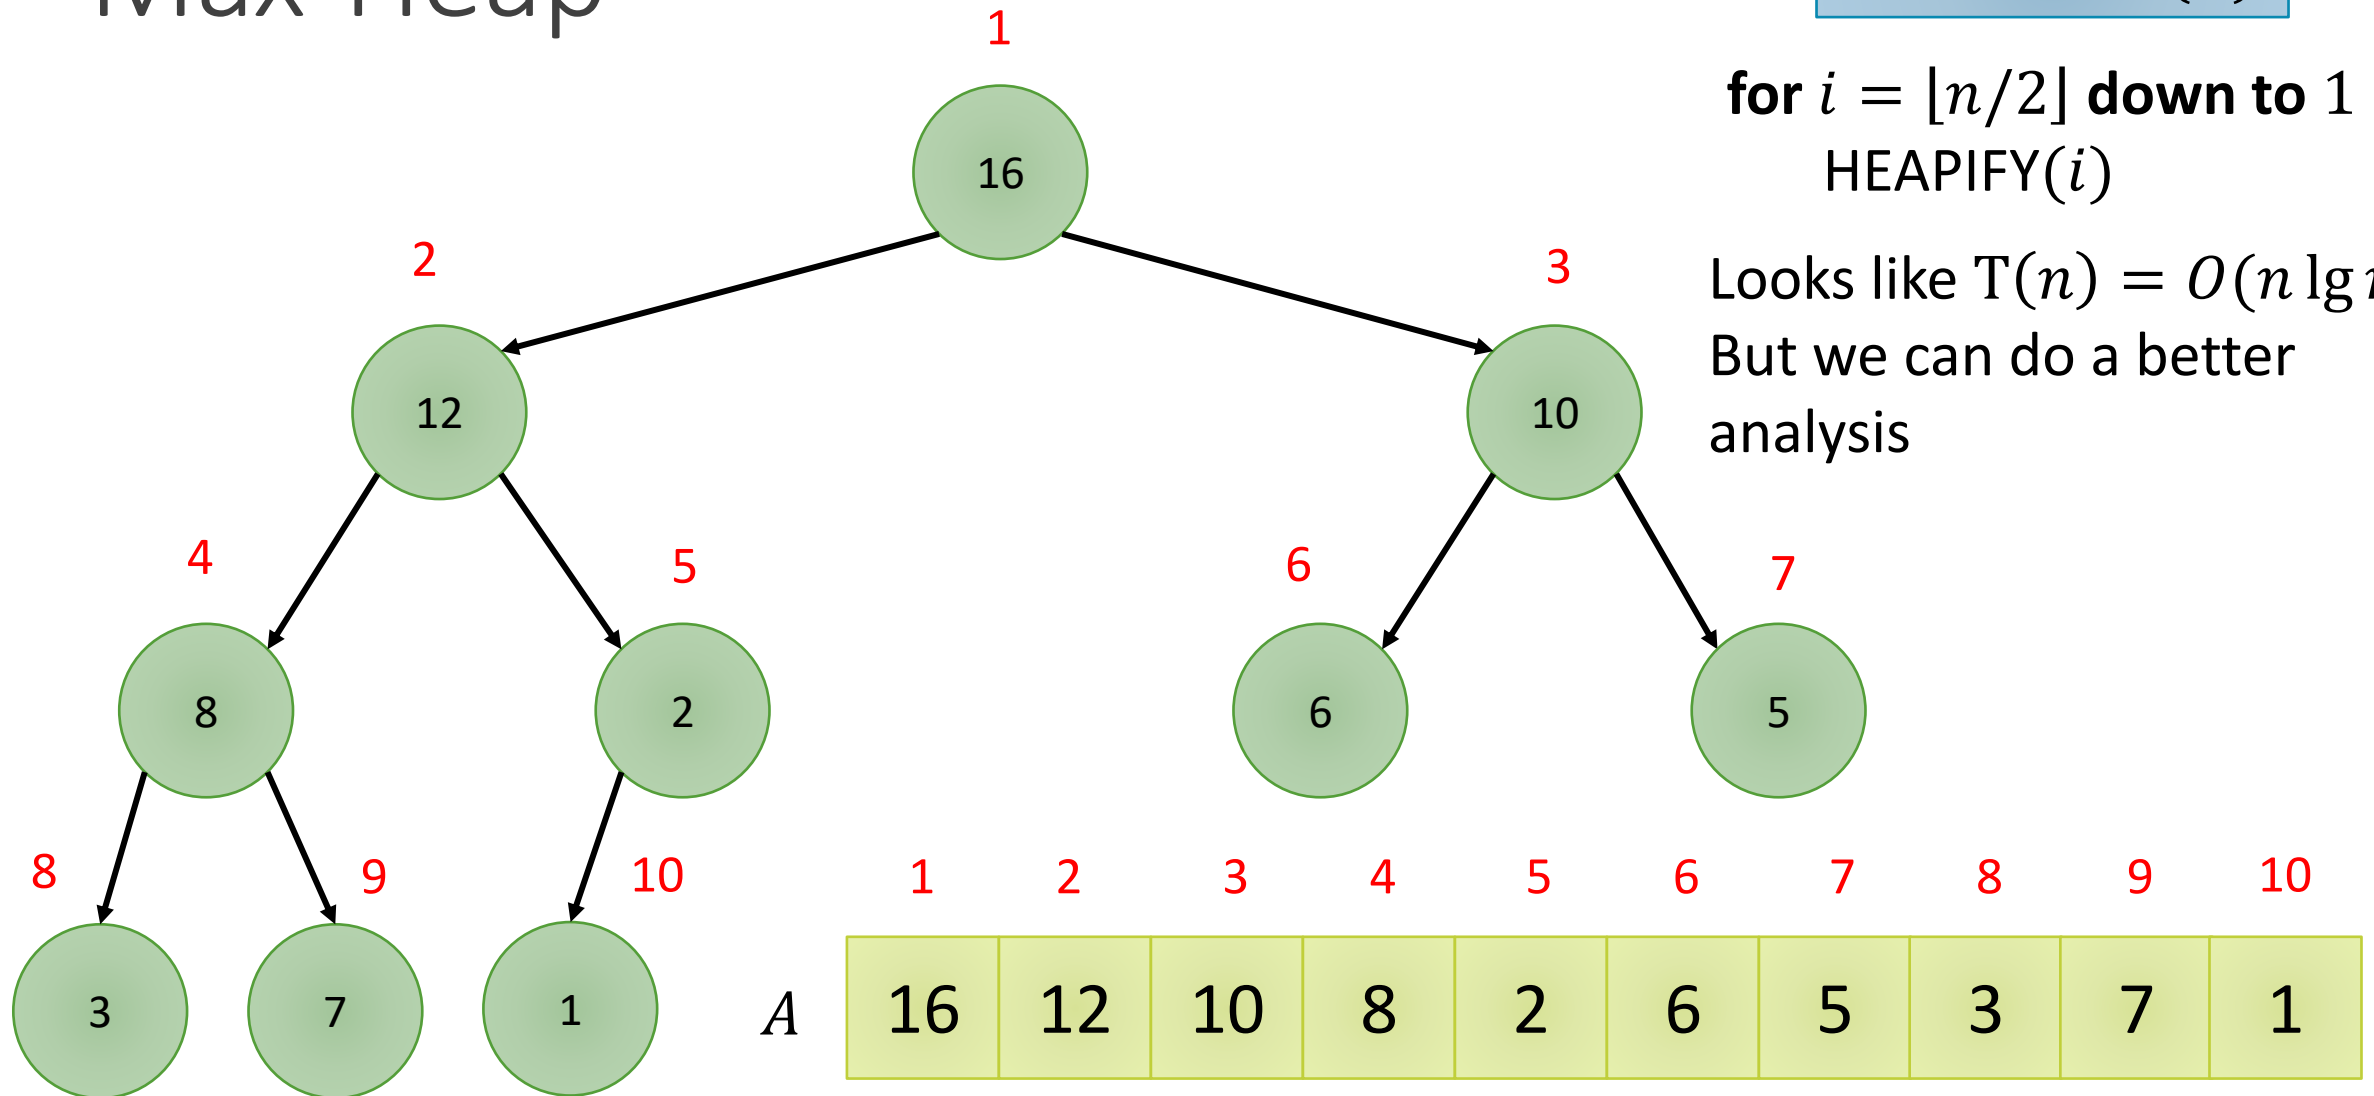 Max Heap
1
for i = ⌊n/2⌋ down to 1
HEAPIFY(i)
16
2
3
Looks like T(n) = O(n lg
But we can do a better
analysis
12
10
4
5
6
7
8
2
6
5
8
9
10
1 2 3 4 5 6 7 8 9 10
3
7
1
A 16 12 10 8 2 6 5 3 7 1